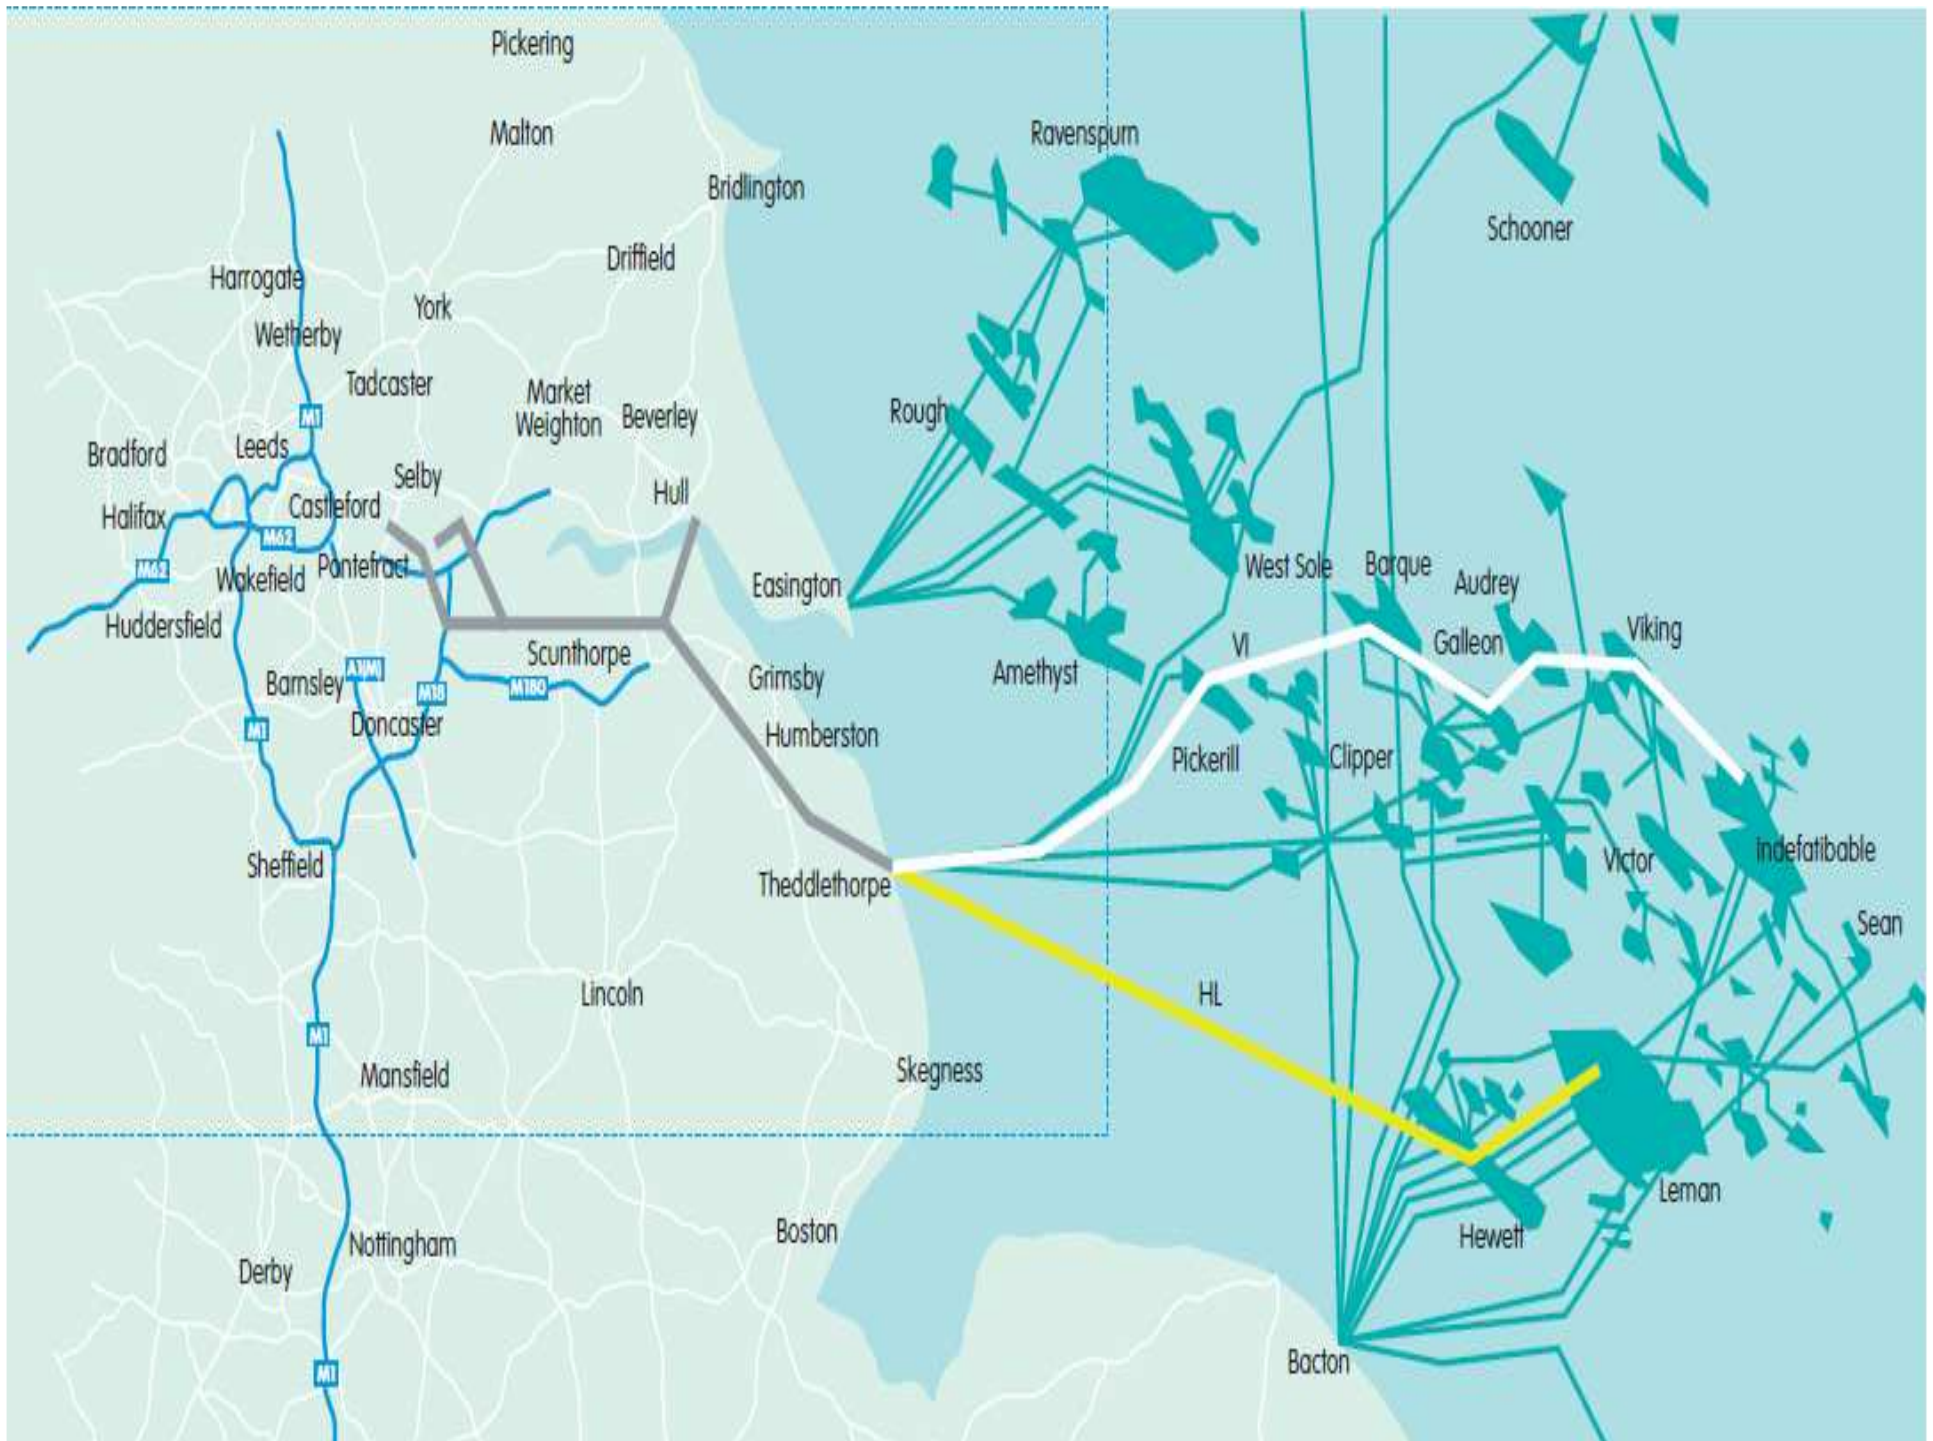 Pickering
Malton
Ravenspurn
Bridlington
Schooner
Driffield
Harrogate
York
Wetherby
Tadcaster
Market
Weighton
Beverley
Rough
M1
Leeds
Bradford
Selby
Hull
Castleford
Halifax
M62
Pontefract
M62
Wakefield
Easington
West Sole
Barque
Audrey
Huddersfield
Scunthorpe
Viking
Galleon
VI
Barnsley
A1(M)
M18
M180
Grimsby
Amethyst
M1
Doncaster
Humberston
Pickerill
Clipper
Sheffield
Theddlethorpe
Victor
Indefatibable
Sean
Lincoln
HL
M1
Mansfield
Skegness
Leman
Boston
Hewett
Nottingham
Derby
M1
Bacton